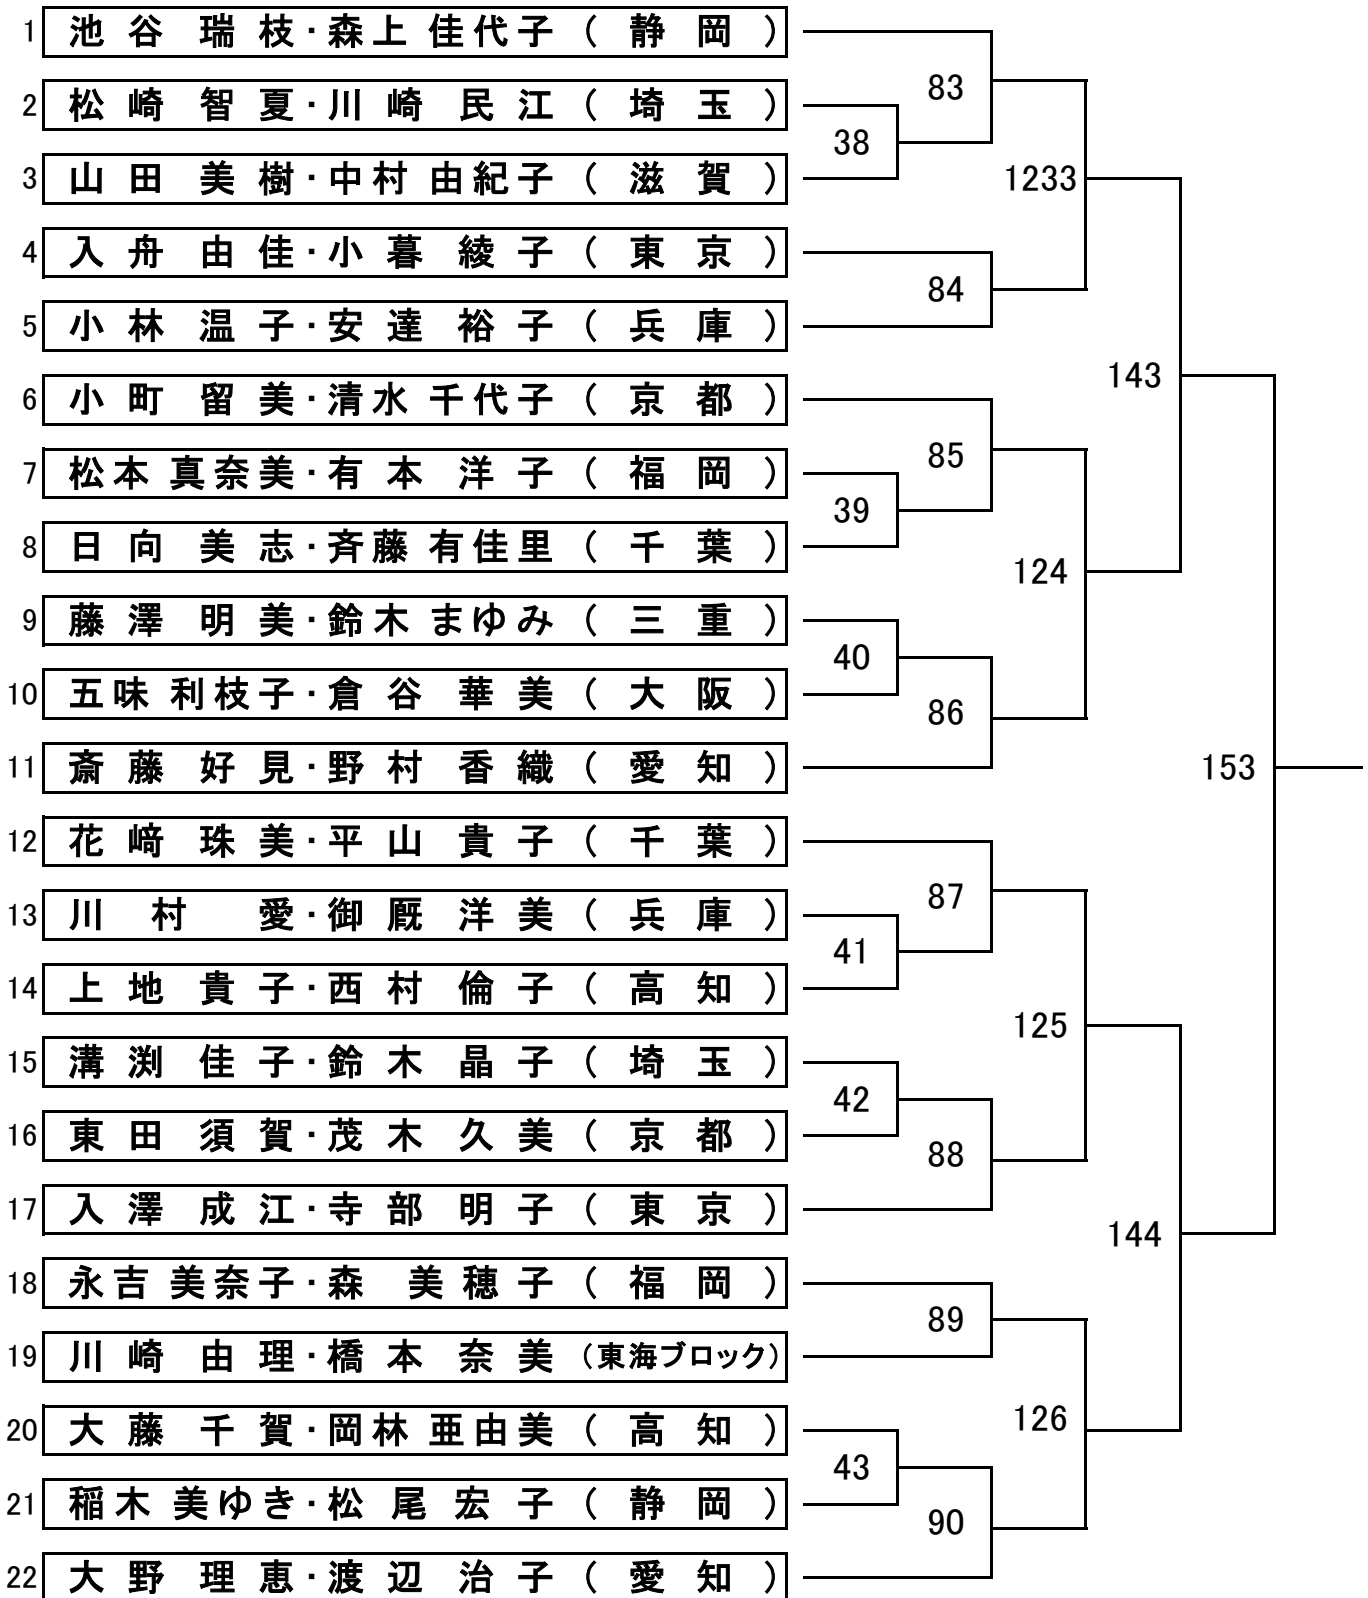 1 池谷 瑞枝・森上 佳代子 (静岡)
83
2 松崎 智夏・川崎 民江 (埼玉)
38
3 山田 美樹・中村 由紀子 (滋賀)
1233
4 入舟 由佳・小暮 綾子 (東京)
84
5 小林 温子・安達 裕子 (兵庫)
143
6 小町 留美・清水 千代子 (京都)
85
7 松本 真奈美・有本 洋子 (福岡)
39
8 日向 美志・斉藤 有佳里 (千葉)
124
9 藤澤 明美・鈴木 まゆみ (三重)
40
10 五味 利枝子・倉谷 華美 (大阪)
86
11 斎藤 好見・野村 香織 (愛知)
153
12 花﨑 珠美・平山 貴子 (千葉)
87
13 川村 愛・御厩 洋美 (兵庫)
41
14 上地 貴子・西村 倫子 (高知)
125
15 溝渕 佳子・鈴木 晶子 (埼玉)
42
16 東田 須賀・茂木 久美 (京都)
88
17 入澤 成江・寺部 明子 (東京)
144
18 永吉 美奈子・森 美穂子 (福岡)
89
19 川崎 由理・橋本 奈美 (東海ブロック)
20 大藤 千賀・岡林 亜由美 (高知)
126
43
21 稲木 美ゆき・松尾 宏子 (静岡)
90
22 大野 理恵・渡辺 治子 (愛知)